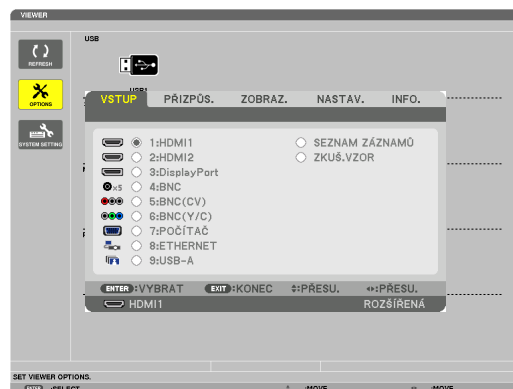 VIEWER
USB
REFRESH
USB1
OPTIONS
VSTUP PŘIZPŮS. ZOBRAZ. NASTAV. INFO.
SYSTEM SETTING
1:HDMI1 SEZNAM ZÁZNAMŮ
2:HDMI2 ZKUŠ.VZOR
3:DisplayPort
×5 4:BNC
5:BNC(CV)
6:BNC(Y/C)
7:POČÍTAČ
8:ETHERNET
9:USB-A
ENTER:VYBRAT EXIT:KONEC :PŘESU. :PŘESU.
HDMI1 ROZŠÍŘENÁ
SET VIEWER OPTIONS.
:SELECT :MOVE :MOVE